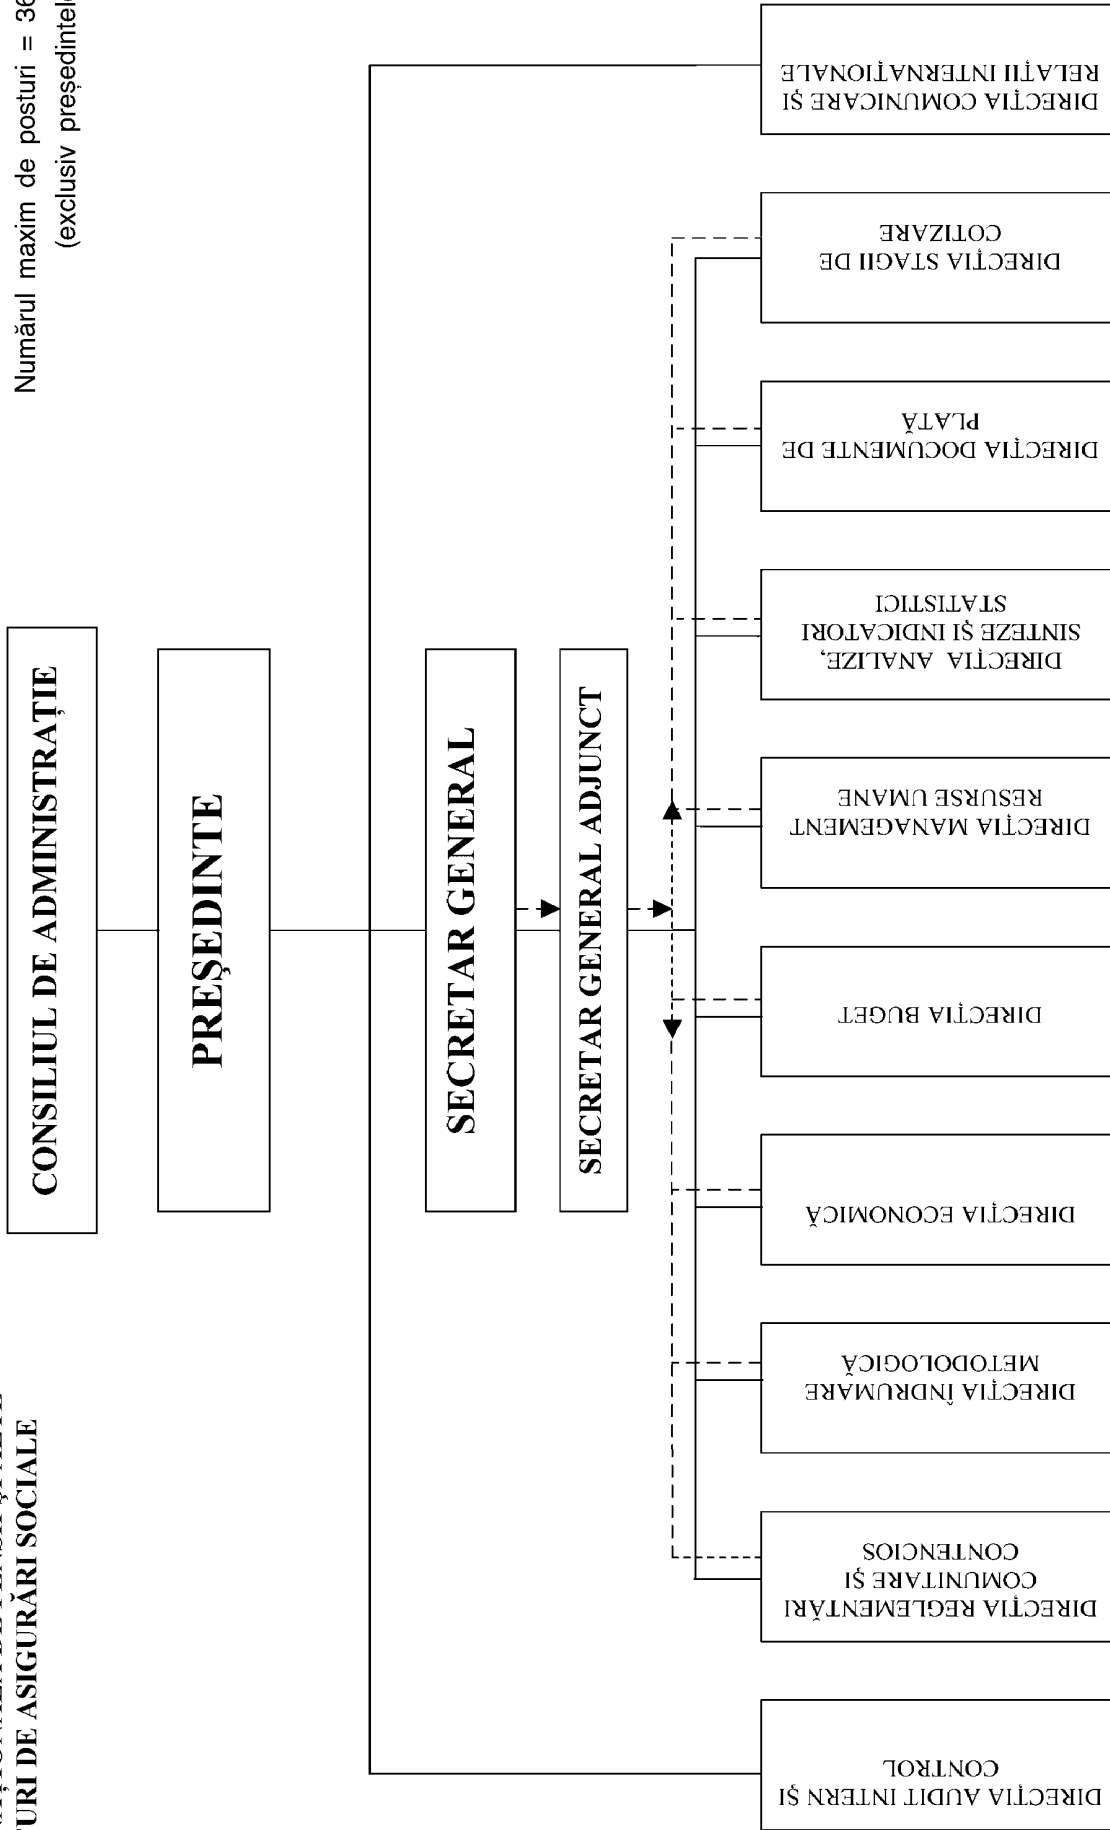 DREPTURI DE ASIGURĂRI SOCIALE
Numărul maxim de posturi =
(exclusiv
CONSILIUL DE ADMINISTRAȚIE
PREȘEDINTE
SECRETAR GENERAL
SECRETAR GENERAL ADJUNCT
DIRECȚIA AUDIT INTERN ȘI
CONTROL
DIRECȚIA REGLEMENTĂRI
COMUNITARE ȘI
CONTENCIOS
DIRECȚIA ÎNDRUMARE
METODOLOGICĂ
DIRECȚIA ECONOMICĂ
DIRECȚIA BUGET
DIRECȚIA MANAGEMENT
RESURSE UMANE
DIRECȚIA ANALIZE,
SINTEZE ȘI INDICATORI
STATISTICI
DIRECȚIA DOCUMENTE DE
PLATĂ
DIRECȚIA STAGII DE
COTIZARE
DIRECȚIA COMUNICARE ȘI
RELAȚII INTERNAȚIONALE